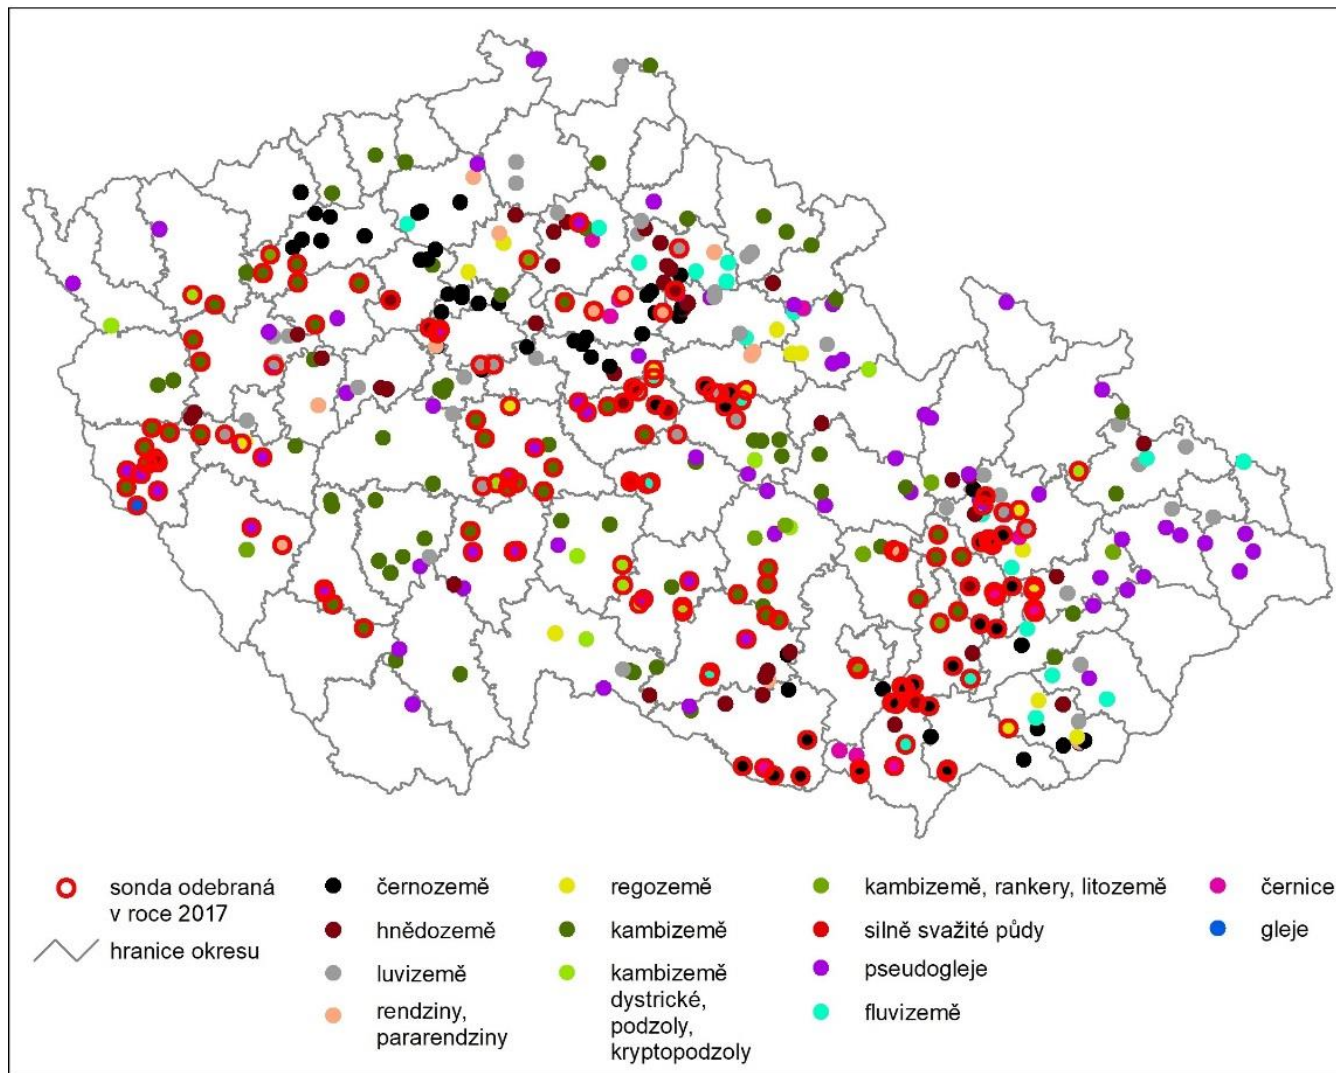 sonda odebraná
v roce 2017
hranice okresu
černozemě
hnědozemě
luvizemě
rendziny,
pararendziny
regozemě
kambizemě
kambizemě
dystrické,
podzoly,
kryptopodzoly
kambizemě, rankery, litozemě
silně svažité půdy
pseudogleje
fluvizemě
černice
gleje